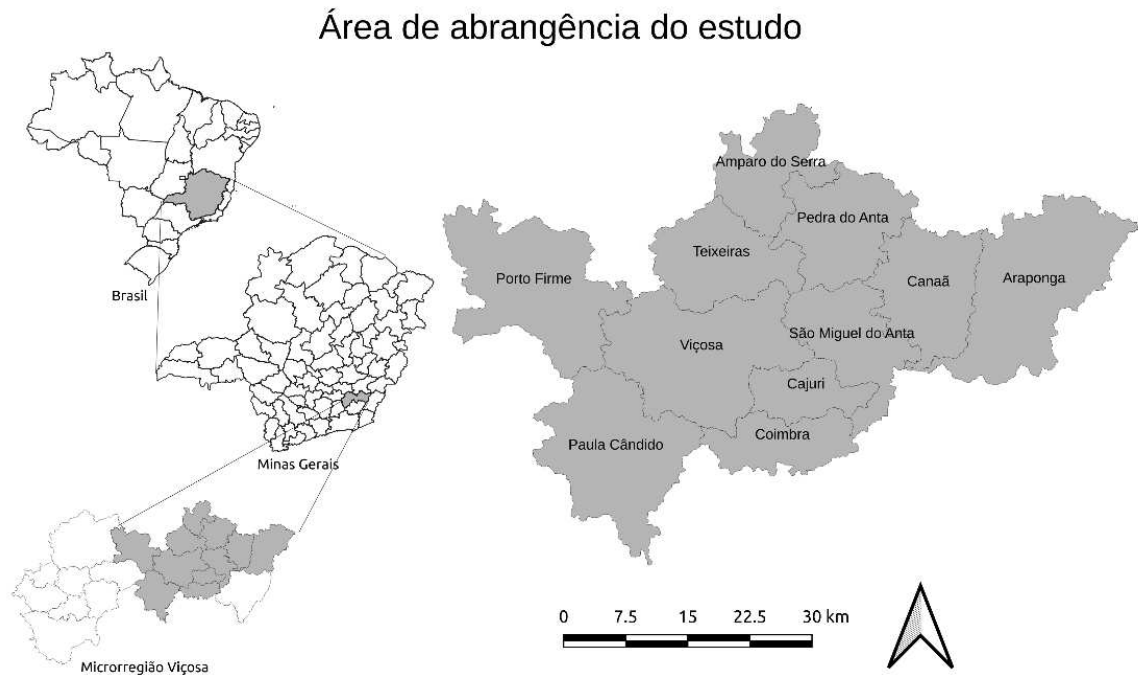 Área de abrangência do estudo
Brasil
Minas Gerais
Microrregião Viçosa
Amparo do Serra
Pedra do Anta
Teixeiras
Porto Firme
Canaã
Araponga
São Miguel do Anta
Viçosa
Cajuri
Coimbra
Paula Cândido
0 7.5 15 22.5 30 km